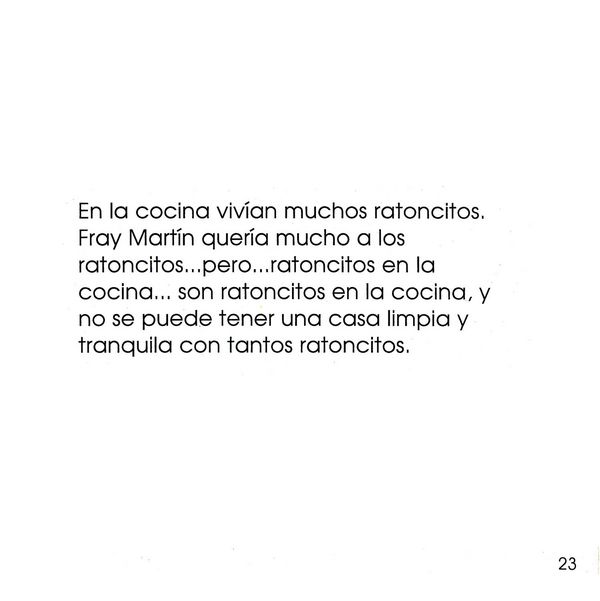 En la cocina vivían muchos ratoncitos.
Fray Martín quería mucho a los
ratoncitos...pero...ratoncitos en la
cocina... son ratoncitos en la cocina, y
no se puede tener una casa limpia y
tranquila con tantos ratoncitos.
23